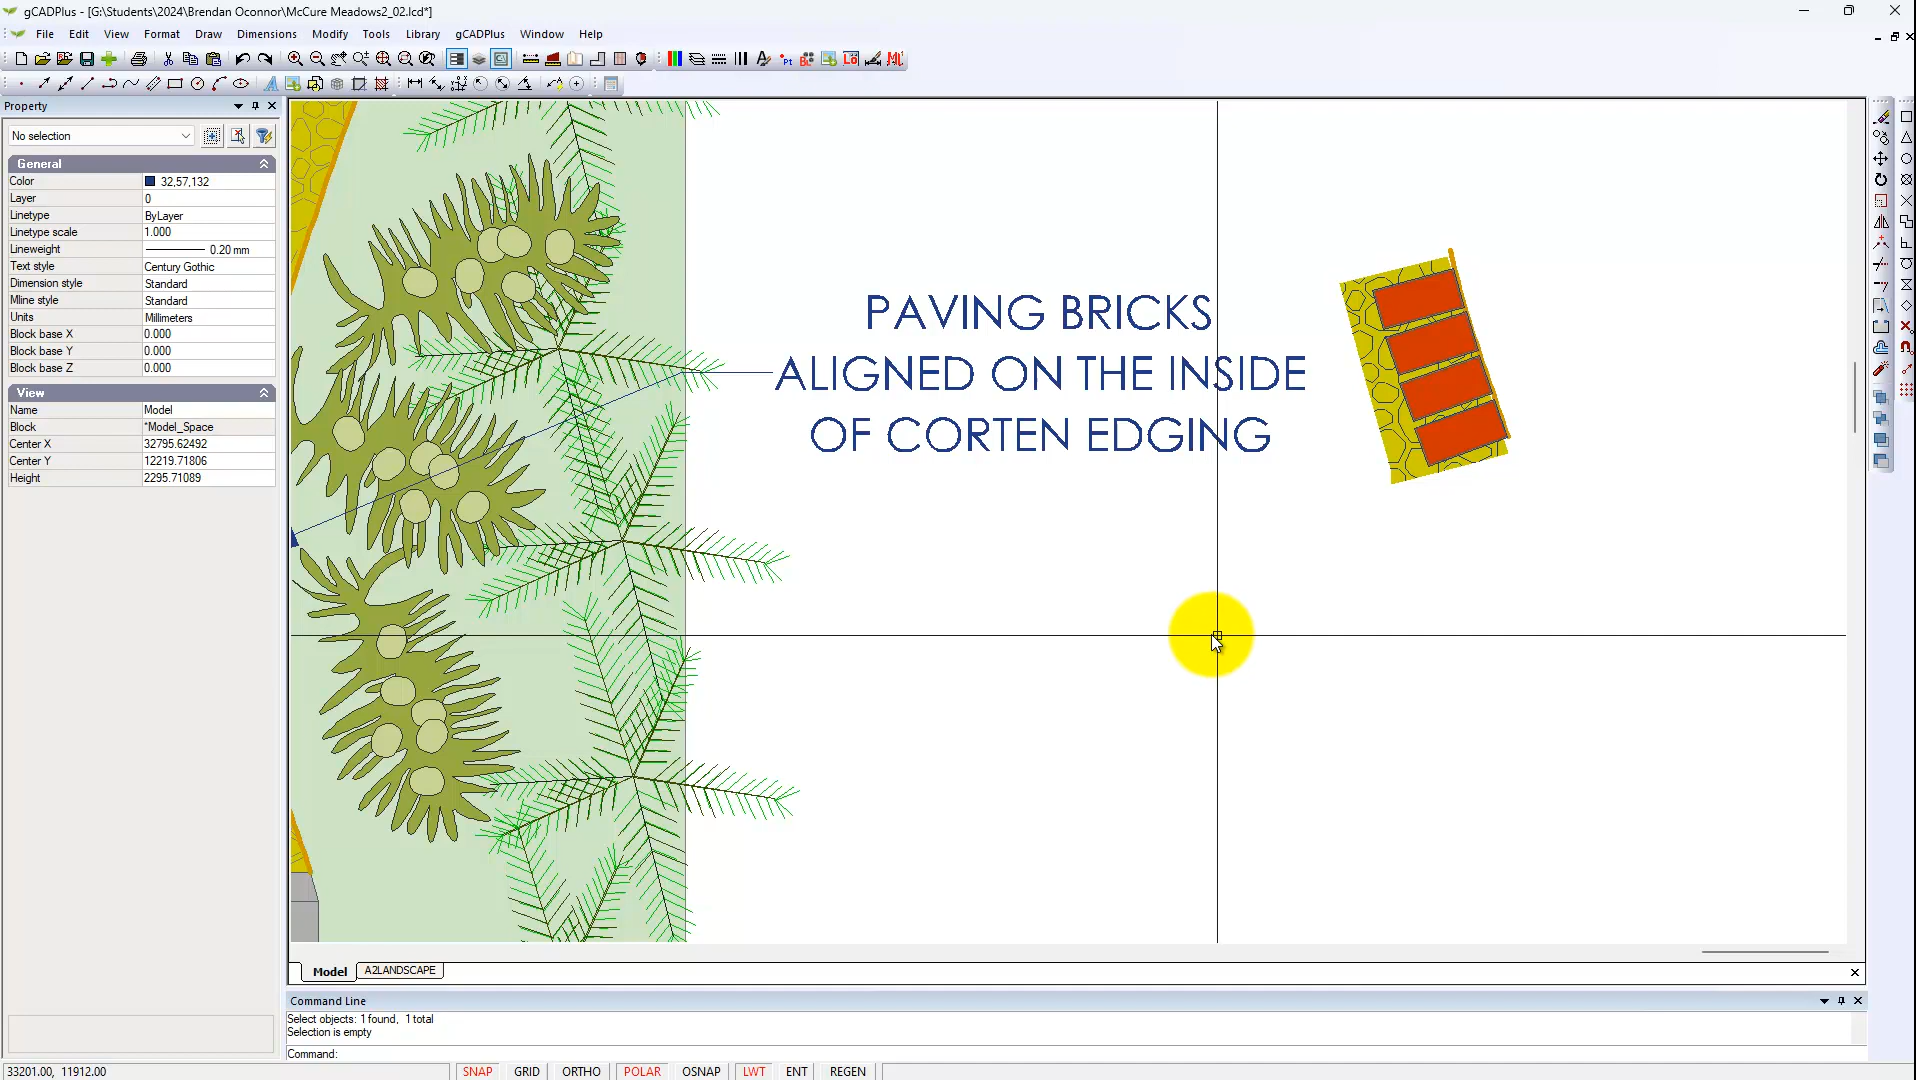 gCADPlus - [G:\Students\2024\Brendan Oconnor\McCure Meadows2_02.lcd*]
File Edit View Format Draw Dimensions Modify Tools Library gCADPlus Window Help
Property
No selection
General
Color 32,57,132
Layer 0
Linetype ByLayer
Linetype scale 1.000
Lineweight 0.20 mm
Text style Century Gothic
Dimension style Standard
Mline style Standard
Units Millimeters
Block base X 0.000
Block base Y 0.000
Block base Z 0.000
View
Name Model
Block *Model_Space
Center X 32795.62492
Center Y 12219.71806
Height 2295.71089
PAVING BRICKS
ALIGNED ON THE INSIDE
OF CORTEN EDGING
Model A2LANDSCAPE
Command Line
Select objects: 1 found, 1 total
Selection is empty
Command:
33201.00, 11912.00 SNAP GRID ORTHO POLAR OSNAP LWT ENT REGEN